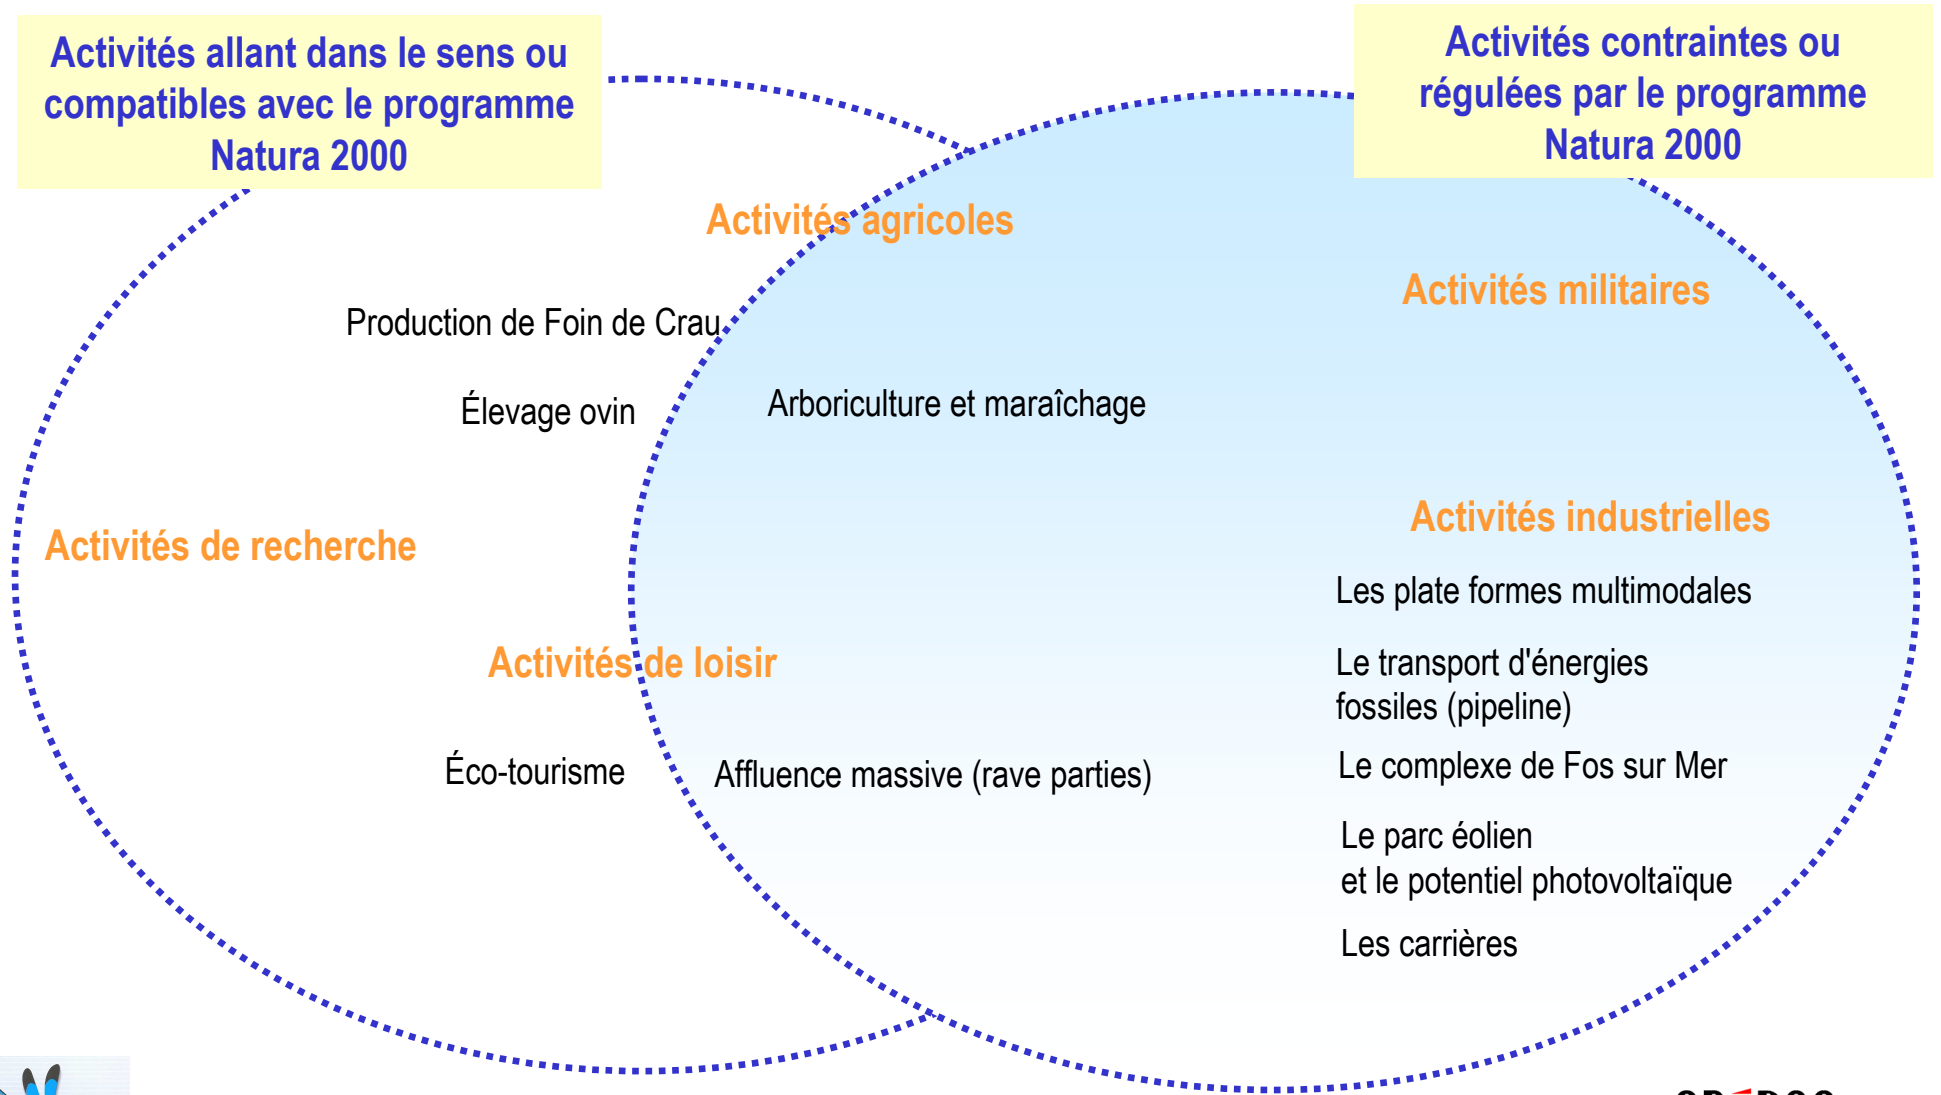 Activités allant dans le sens ou
compatibles avec le programme
Natura 2000
Activités contraintes ou
régulées par le programme
Natura 2000
Activités agricoles
Activités militaires
Production de Foin de Crau
Élevage ovin
Arboriculture et maraîchage
Activités de recherche
Activités industrielles
Les plate formes multimodales
Activités de loisir
Le transport d'énergies
fossiles (pipeline)
Éco-tourisme
Affluence massive (rave parties)
Le complexe de Fos sur Mer
Le parc éolien
et le potentiel photovoltaïque
Les carrières